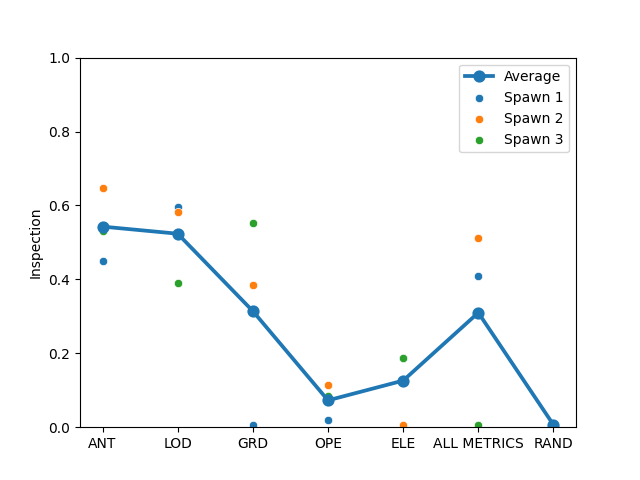 1.0
0.8
0.6
0.4
0.2
0.0
Inspection
Average
Spawn 1
Spawn 2
Spawn 3
ANT LOD GRD OPE ELE ALL METRICS RAND